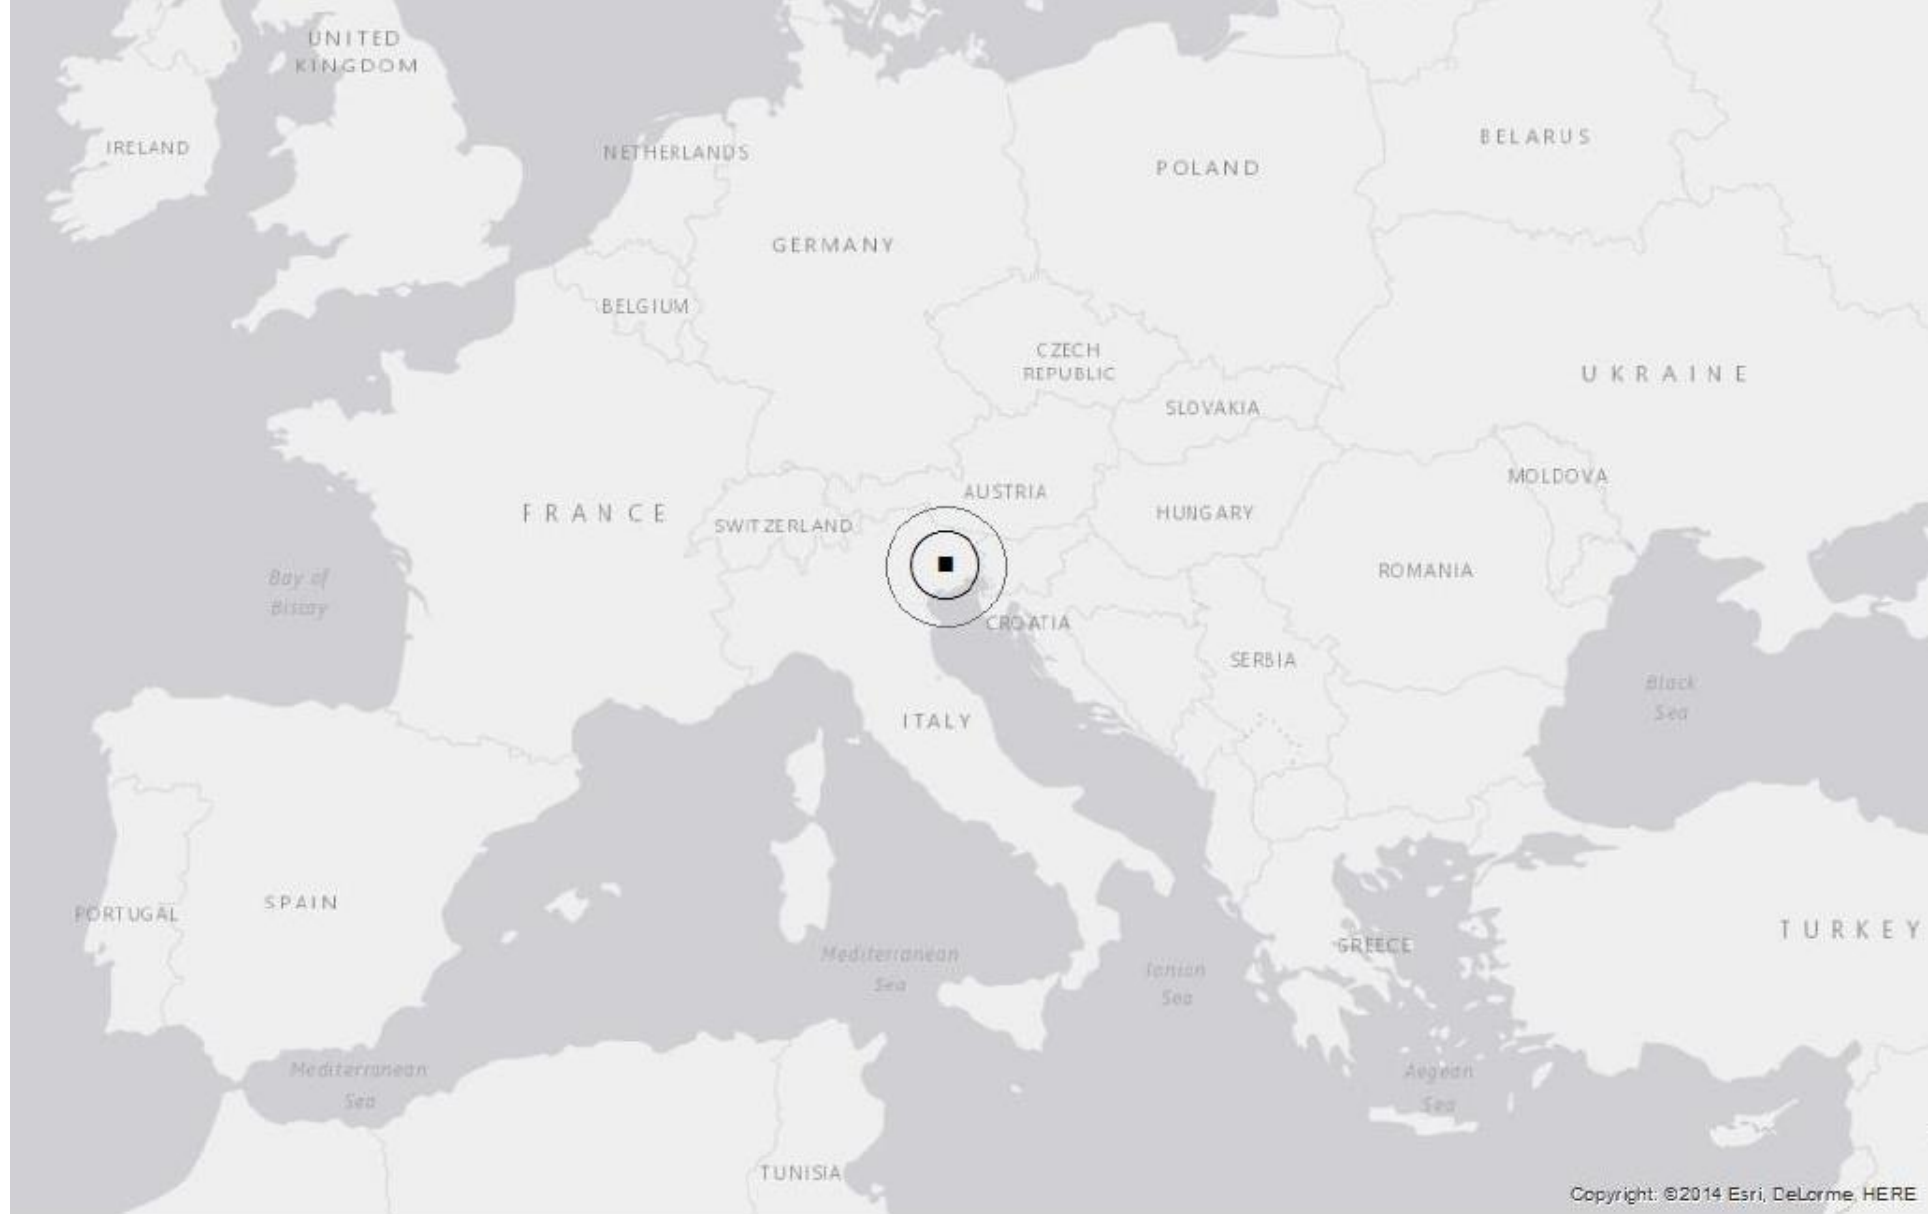 UNITED
KINGDOM
IRELAND
NETHERLANDS
BELARUS
POLAND
GERMANY
BELGIUM
CZECH
REPUBLIC
UKRAINE
SLOVAKIA
MOLDOVA
AUSTRIA
FRANCE
SWITZERLAND
HUNGARY
Bay of
Biscay
ROMANIA
CROATIA
SERBIA
Black
Sea
ITALY
PORTUGAL
SPAIN
TURKEY
GREECE
Mediterranean
Sea
Ionian
Sea
Mediterranean
Sea
Aegean
Sea
TUNISIA
Copyright: ©2014 Esri, DeLorme, HERE